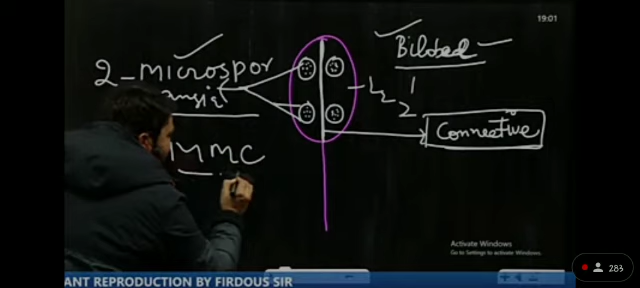 19:01
Bilobed
2 - Microspor
angia
1
2
Connective
MMC
Activate Windows
Go to Settings to activate Windows.
283
ANT REPRODUCTION BY FIRDOUS SIR